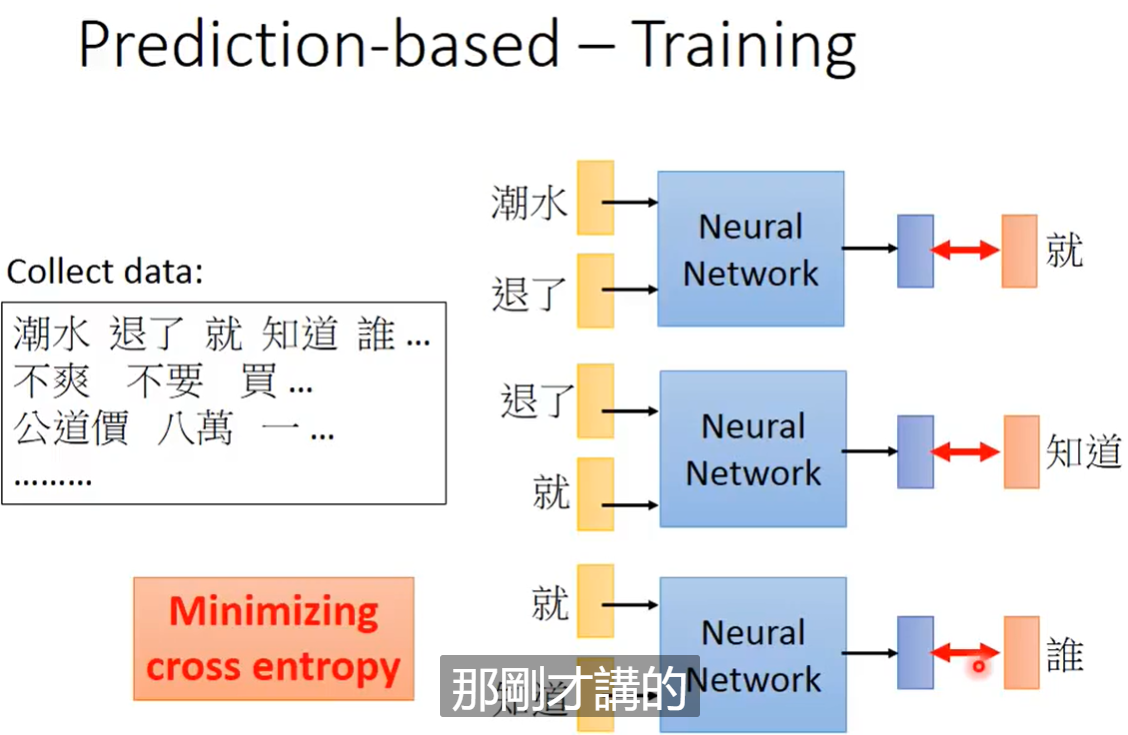 Prediction-based – Training
Collect data:
潮水 退了 就 知道 誰 …
不爽 不要 買 …
公道價 八萬 一 …
………
Minimizing
cross entropy
潮水
退了
Neural
Network
就
退了
就
Neural
Network
知道
就
知道
Neural
Network
誰
那剛才講的